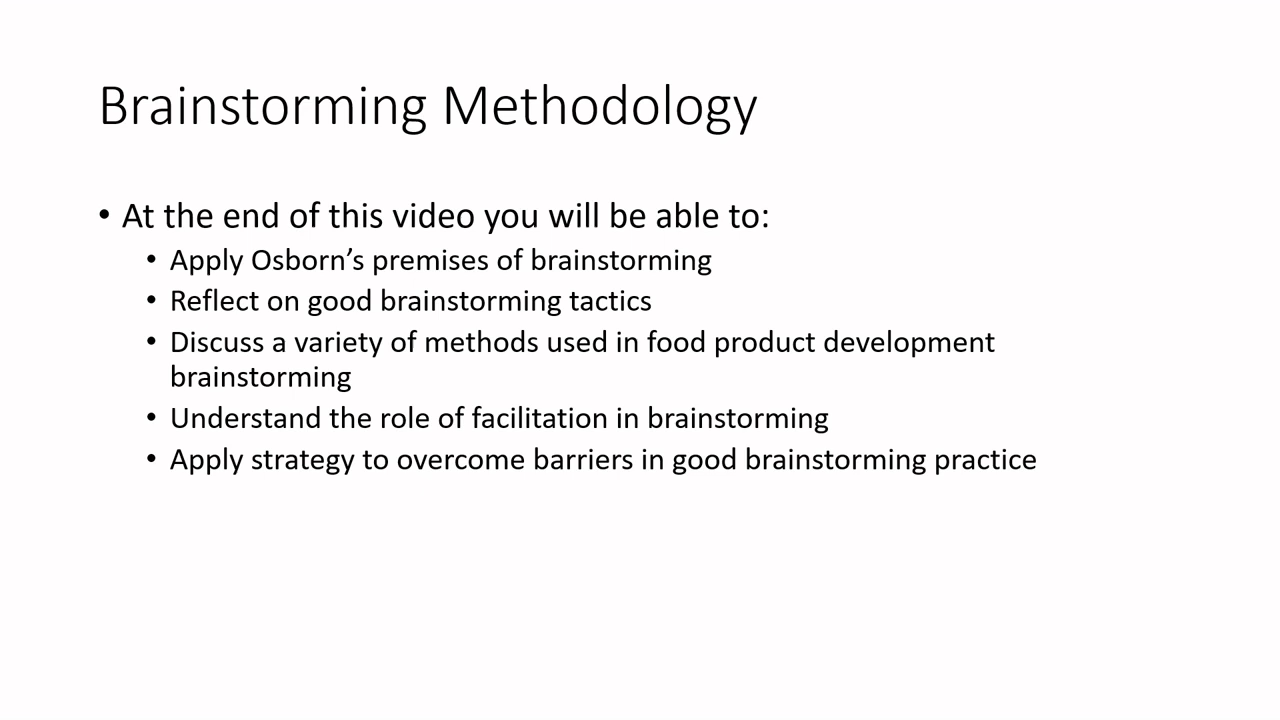 Brainstorming Methodology
• At the end of this video you will be able to:
• Apply Osborn’s premises of brainstorming
• Reflect on good brainstorming tactics
• Discuss a variety of methods used in food product development
brainstorming
• Understand the role of facilitation in brainstorming
• Apply strategy to overcome barriers in good brainstorming practice